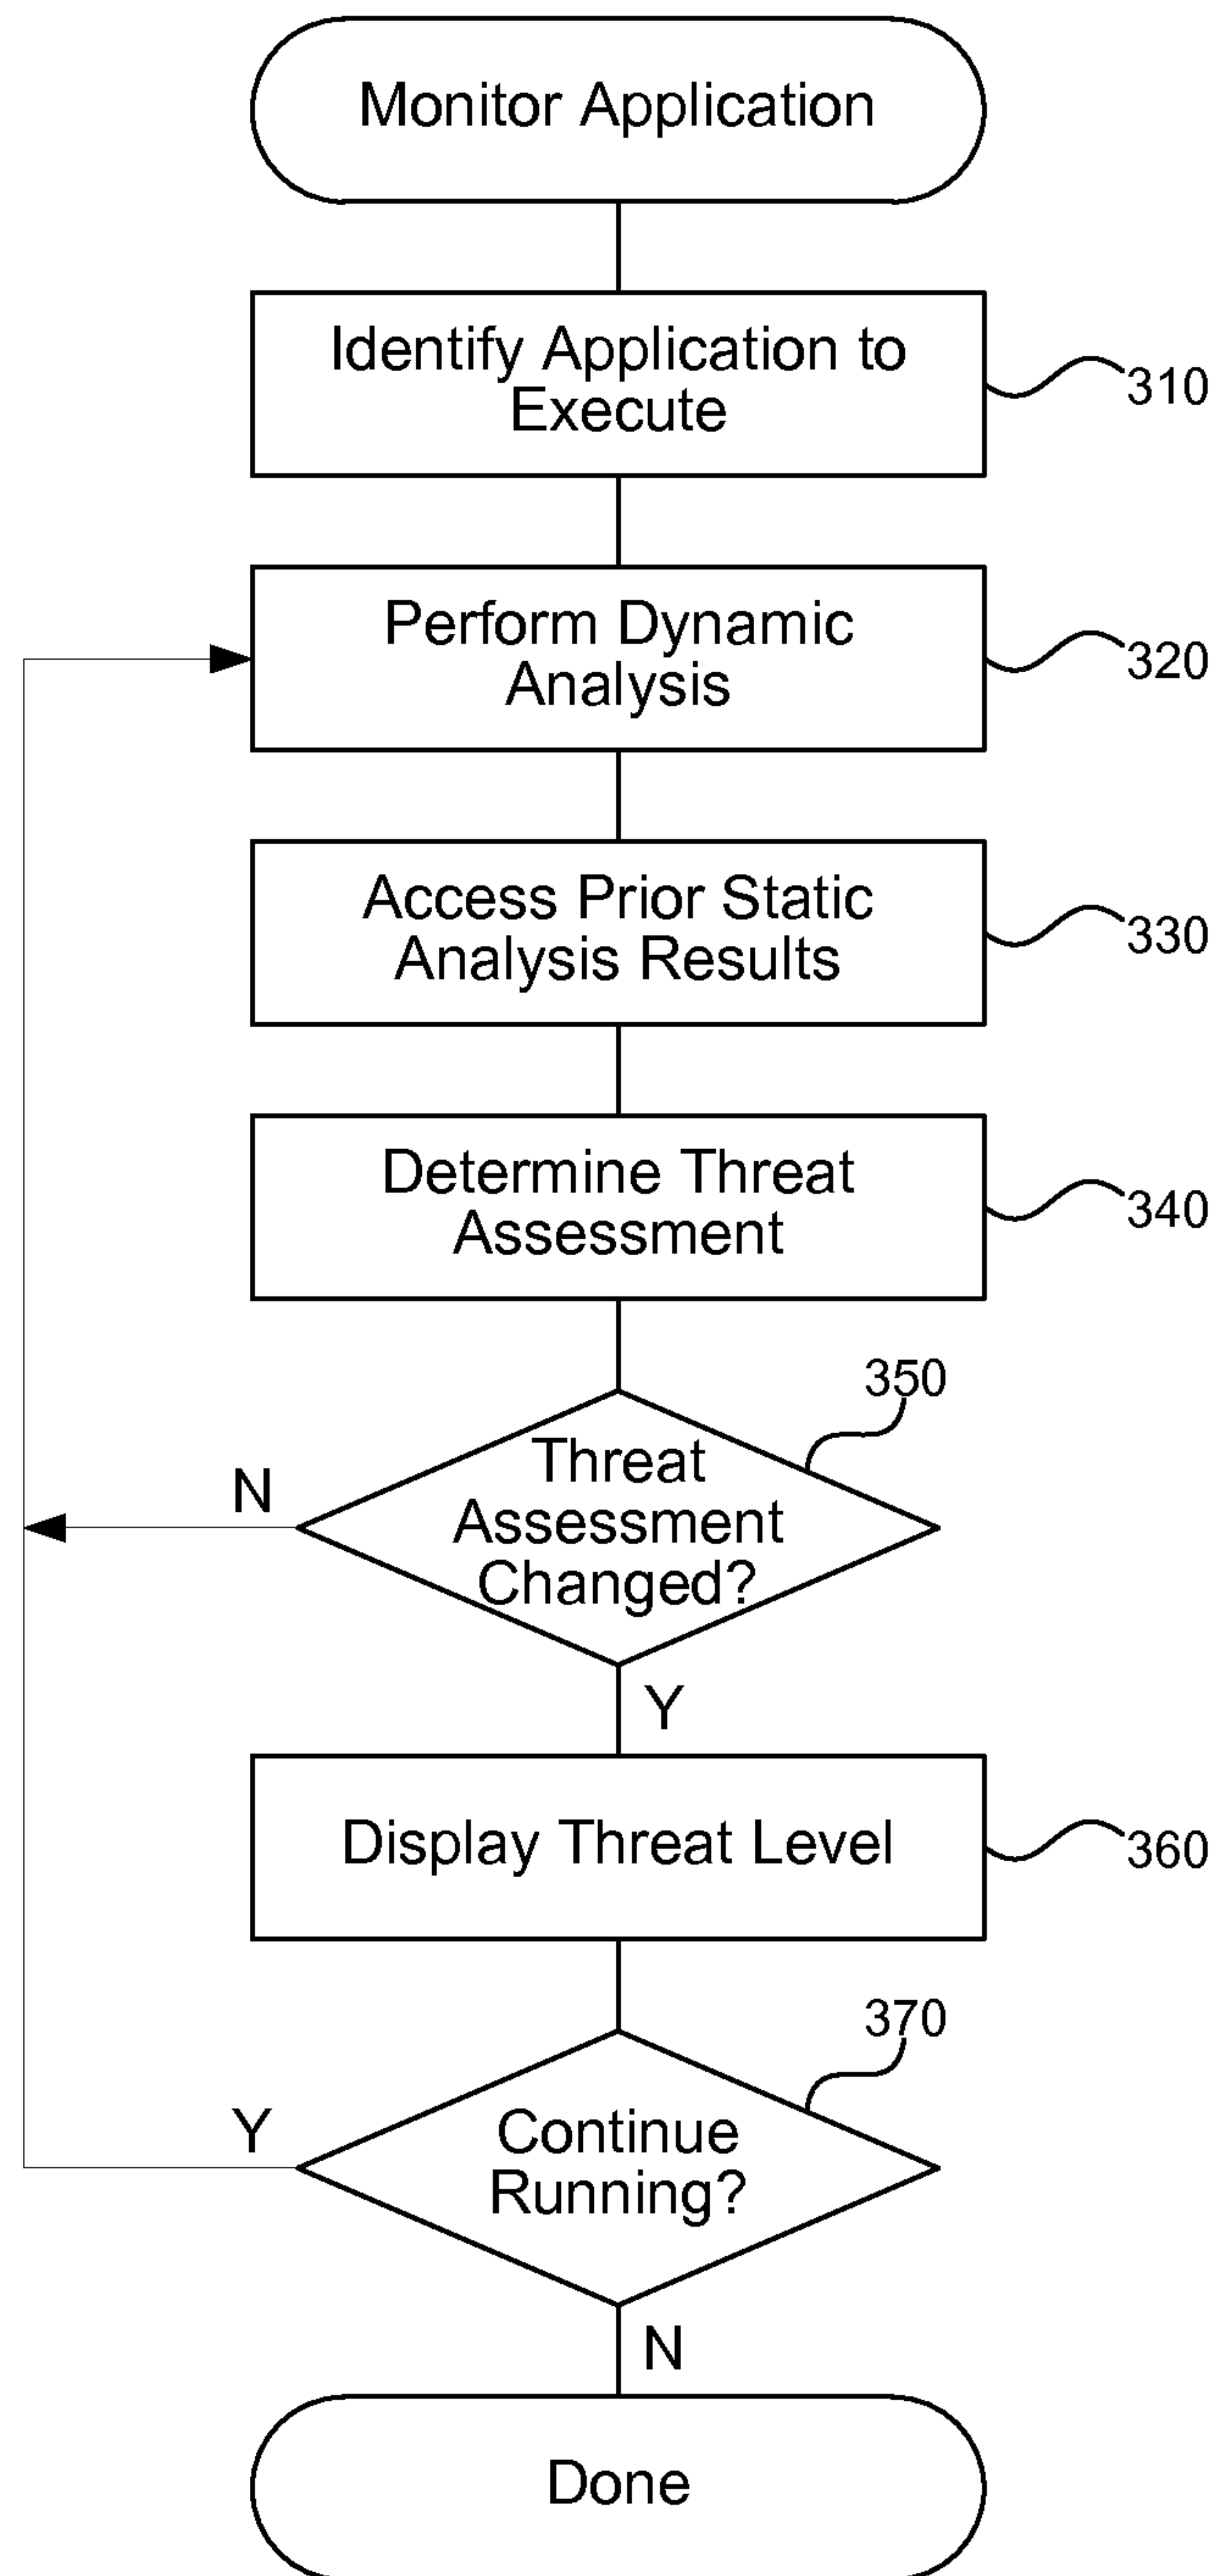 Monitor Application
Identify Application to
Execute
310
Perform Dynamic
Analysis
320
Access Prior Static
Analysis Results
330
Determine Threat
Assessment
340
350
Threat
Assessment
Changed?
N
Y
Display Threat Level
360
370
Continue
Running?
Y
N
Done